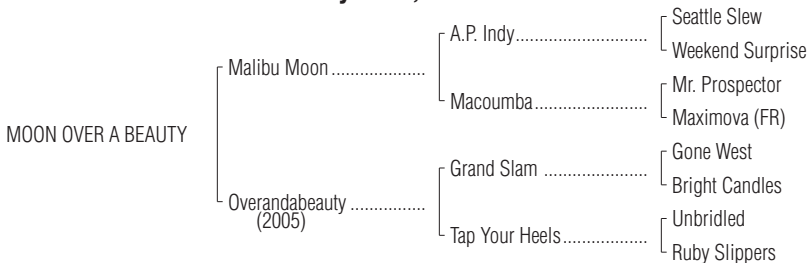 Seattle Slew
A.P. Indy.................................
Weekend Surprise
Malibu Moon .....................
Mr. Prospector
Macoumba............................
Maximova (FR)
MOON OVER A BEAUTY
Gone West
Grand Slam .........................
Bright Candles
Overandabeauty .................
(2005)
Unbridled
Tap Your Heels.....................
Ruby Slippers